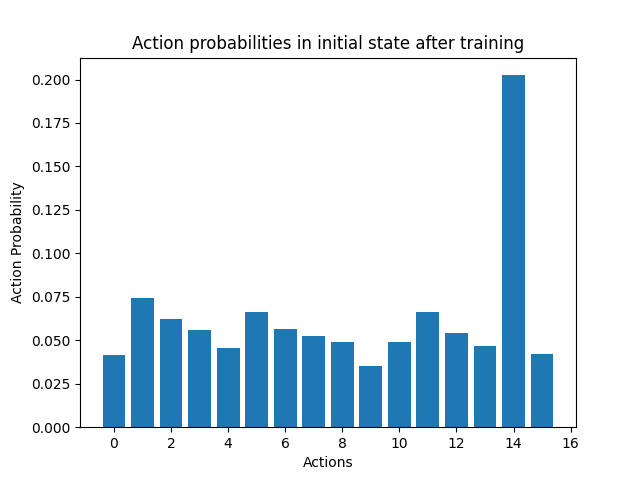 Action probabilities in initial state after training
0.200
0.175
0.150
0.125
0.100
0.075
0.050
0.025
0.000
Action Probability
0 2 4 6 8 10 12 14 16
Actions